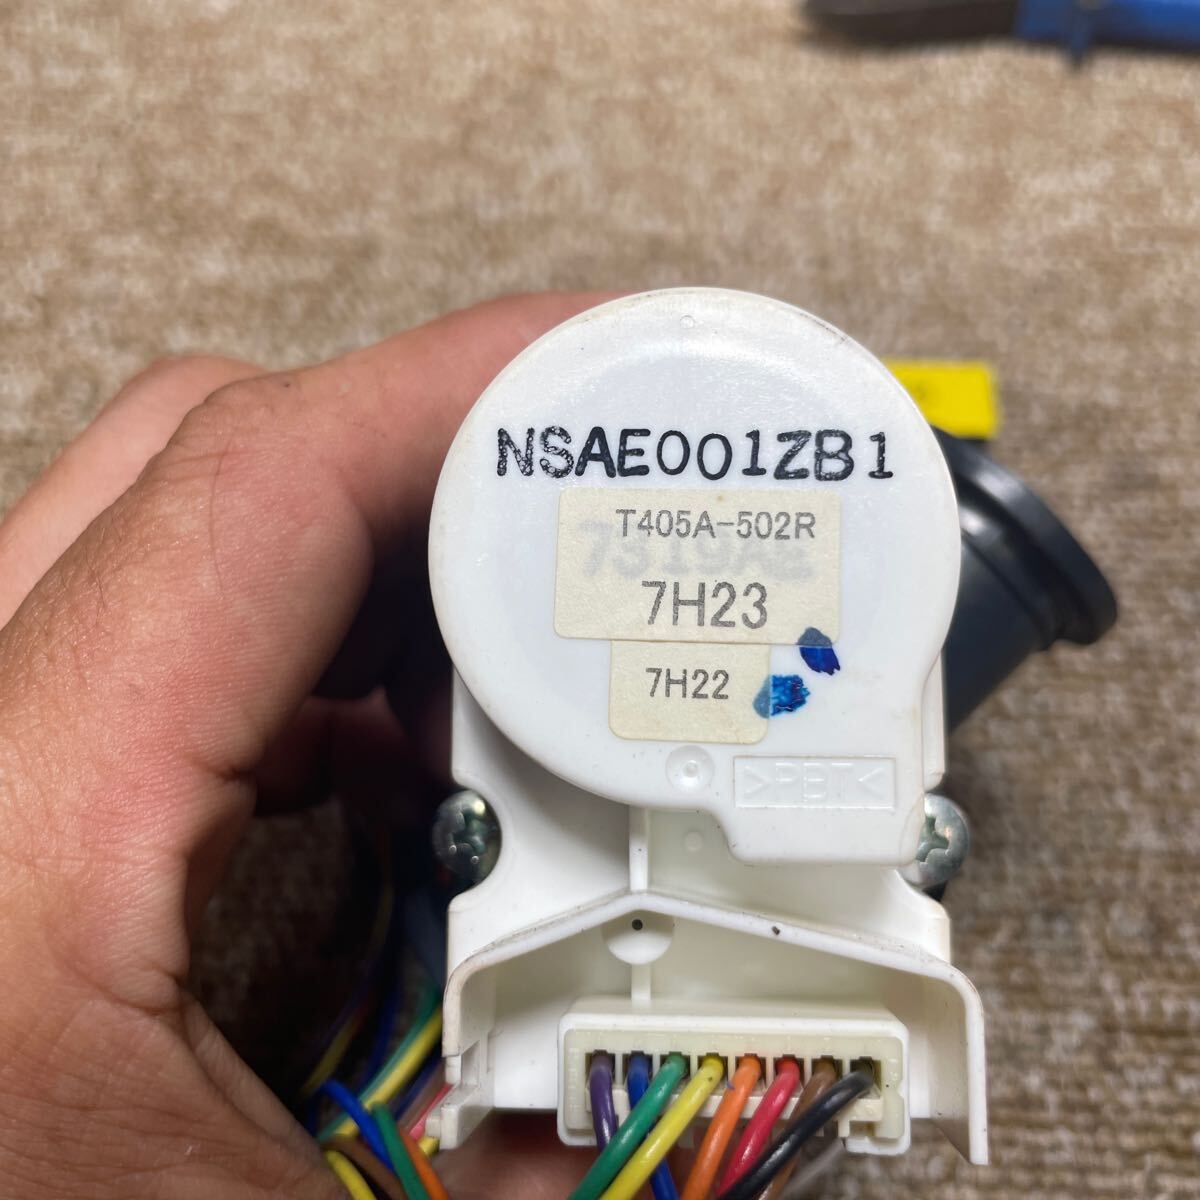 NSAE001ZB1
T405A-502R
7H23
7H22
>PBT<